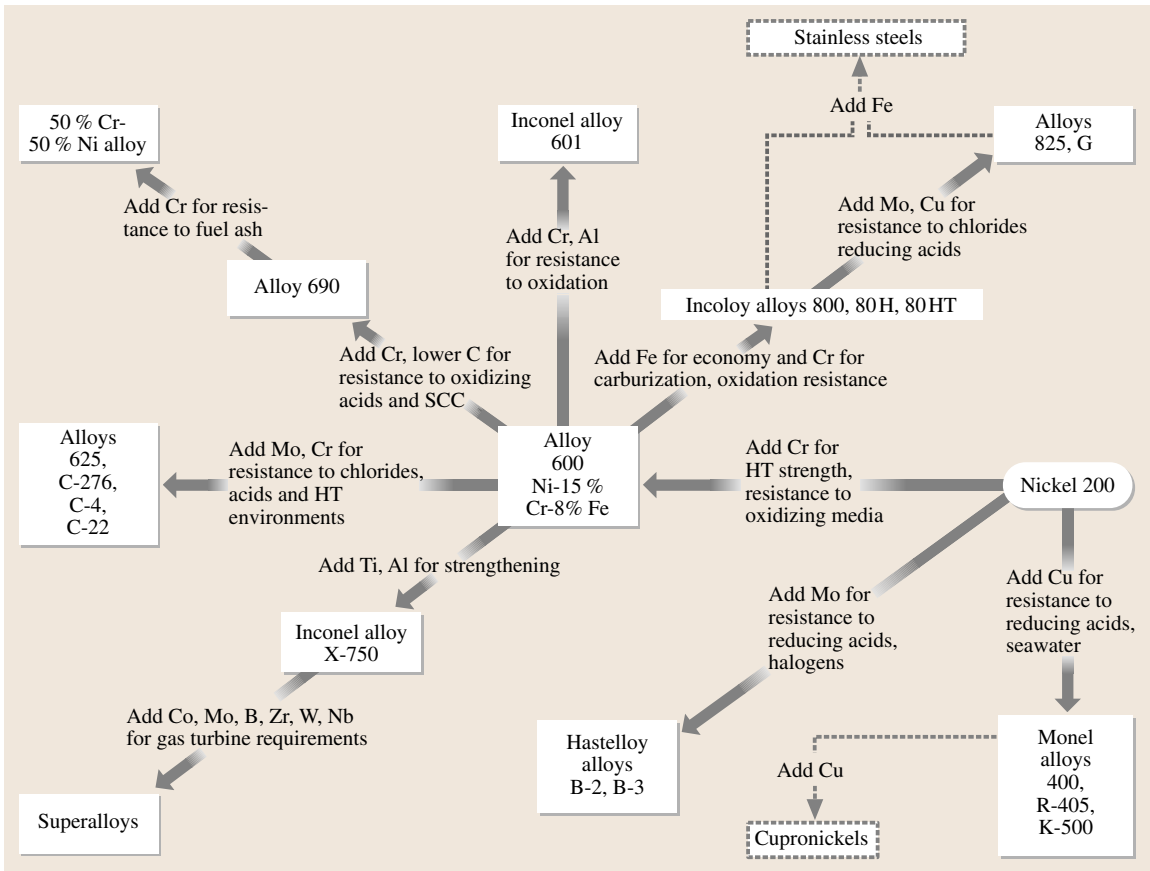 Stainless steels
Add Fe
50 % Cr-
50 % Ni alloy
Inconel alloy
601
Alloys
825, G
Add Cr for resis-
tance to fuel ash
Add Mo, Cu for
resistance to chlorides
reducing acids
Add Cr, Al
for resistance
to oxidation
Alloy 690
Incoloy alloys 800, 80H, 80HT
Add Cr, lower C for
resistance to oxidizing
acids and SCC
Add Fe for economy and Cr for
carburization, oxidation resistance
Alloys
625,
C-276,
C-4,
C-22
Add Mo, Cr for
resistance to chlorides,
acids and HT
environments
Alloy
600
Ni-15 %
Cr-8% Fe
Add Cr for
HT strength,
resistance to
oxidizing media
Nickel 200
Add Ti, Al for strengthening
Add Mo for
resistance to
reducing acids,
halogens
Add Cu for
resistance to
reducing acids,
seawater
Inconel alloy
X-750
Add Co, Mo, B, Zr, W, Nb
for gas turbine requirements
Hastelloy
alloys
B-2, B-3
Monel
alloys
400,
R-405,
K-500
Add Cu
Superalloys
Cupronickels